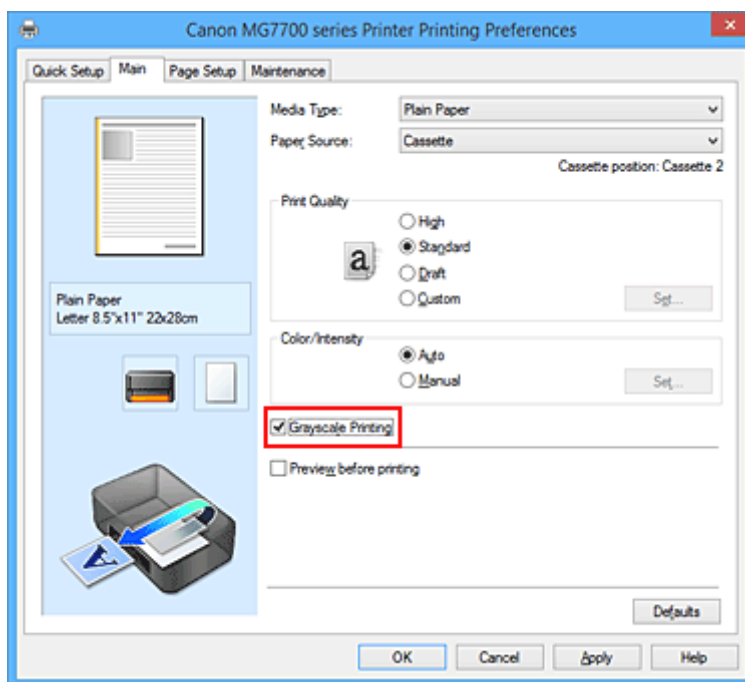 Canon MG7700 series Printer Printing Preferences
Quick Setup Main Page Setup Maintenance
Media Type: Plain Paper
Paper Source: Cassette
Cassette position: Cassette 2
Print Quality
High
a Standard
Draft
Custom Set...
Plain Paper
Letter 8.5"x11" 22x28cm
Color/Intensity
Auto
Manual Set...
Grayscale Printing
Preview before printing
A
Defaults
OK Cancel Apply Help